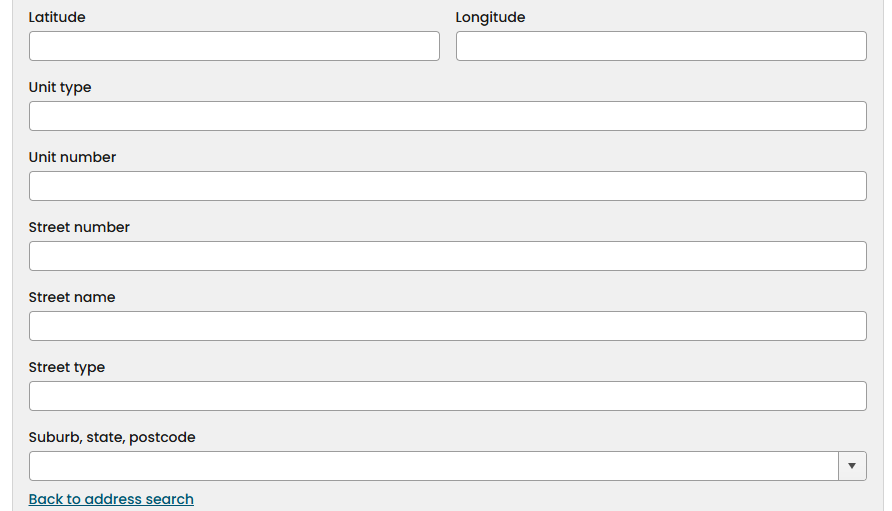 Latitude
Longitude
Unit type
Unit number
Street number
Street name
Street type
Suburb, state, postcode
Back to address search